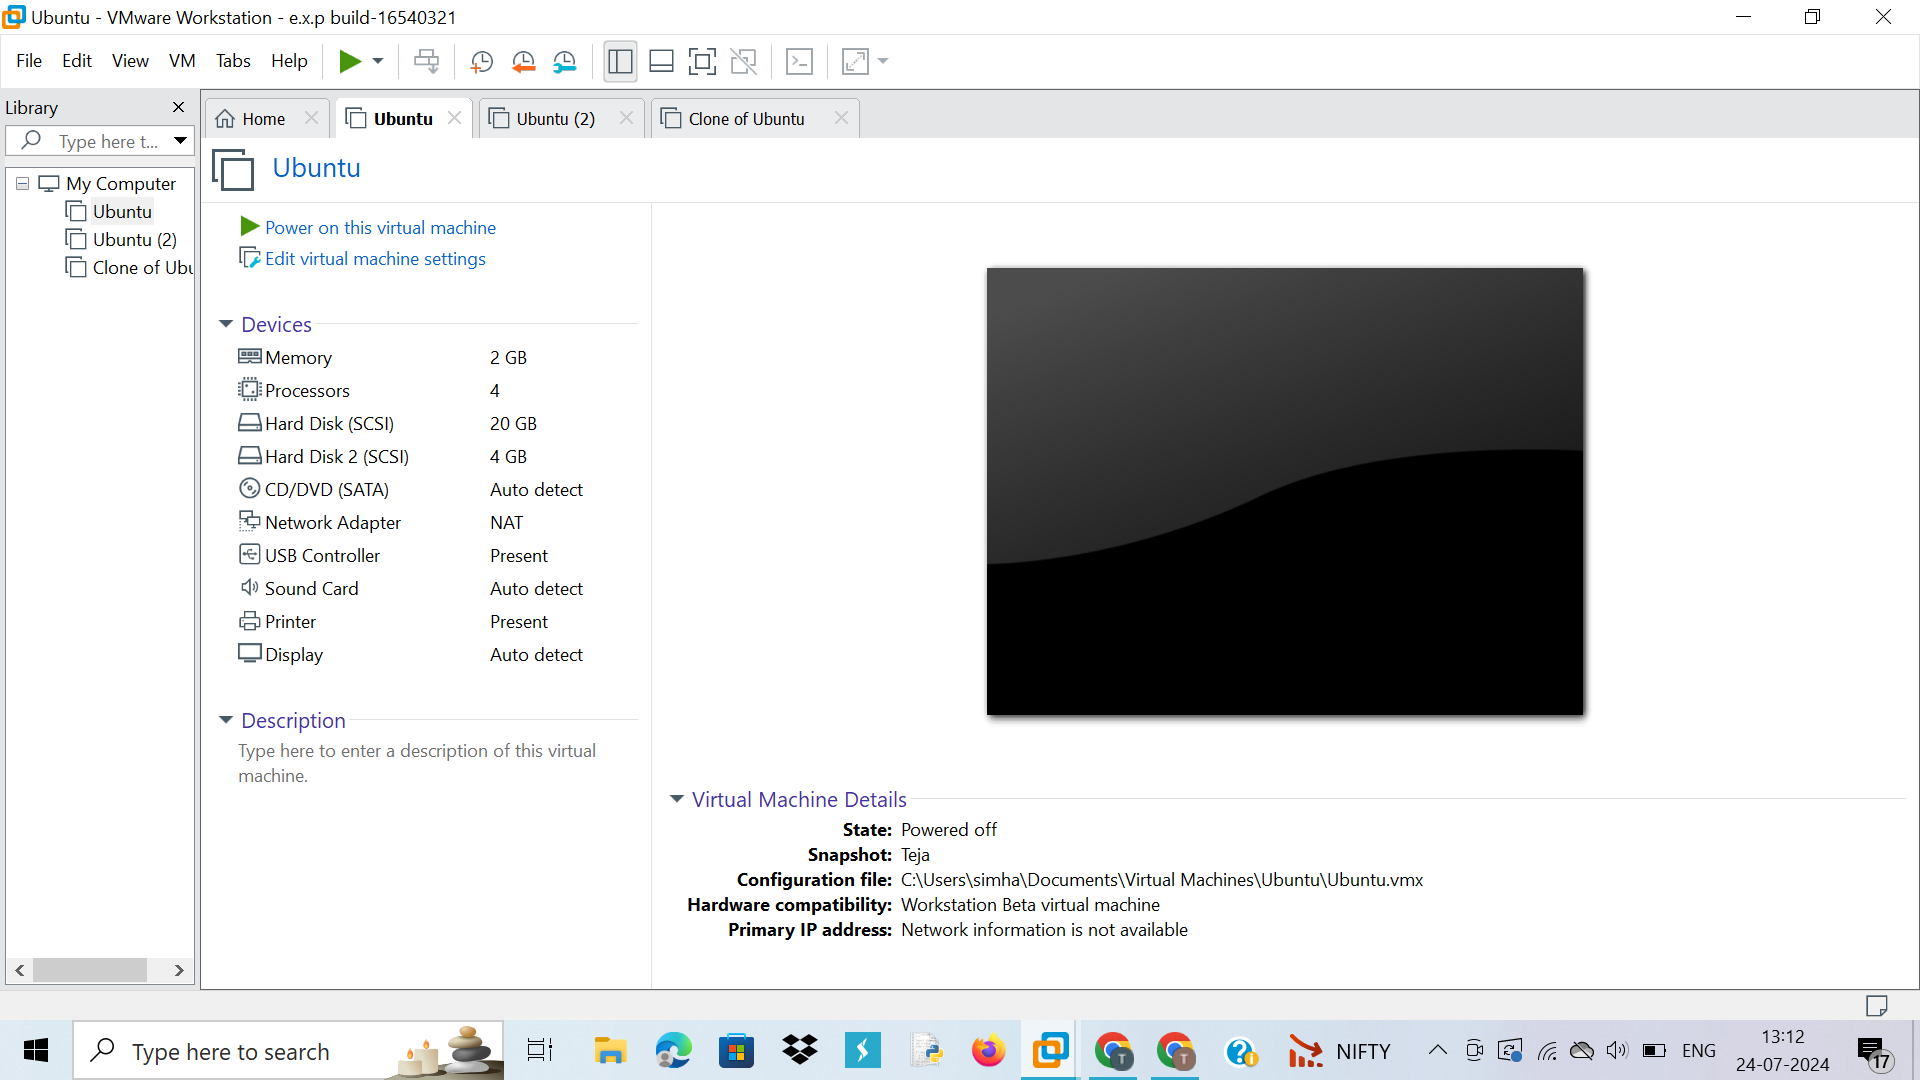 Ubuntu - VMware Workstation - e.x.p build-16540321
File Edit View VM Tabs Help
Library
Type here t...
My Computer
Ubuntu
Ubuntu (2)
Clone of Ubu
Home
Ubuntu
Ubuntu (2)
Clone of Ubuntu
Ubuntu
Power on this virtual machine
Edit virtual machine settings
Devices
Memory 2 GB
Processors 4
Hard Disk (SCSI) 20 GB
Hard Disk 2 (SCSI) 4 GB
CD/DVD (SATA) Auto detect
Network Adapter NAT
USB Controller Present
Sound Card Auto detect
Printer Present
Display Auto detect
Description
Type here to enter a description of this virtual
machine.
Virtual Machine Details
State: Powered off
Snapshot: Teja
Configuration file: C:\Users\simha\Documents\Virtual Machines\Ubuntu\Ubuntu.vmx
Hardware compatibility: Workstation Beta virtual machine
Primary IP address: Network information is not available
Type here to search
T
T
NIFTY
ENG
13:12
24-07-2024
17